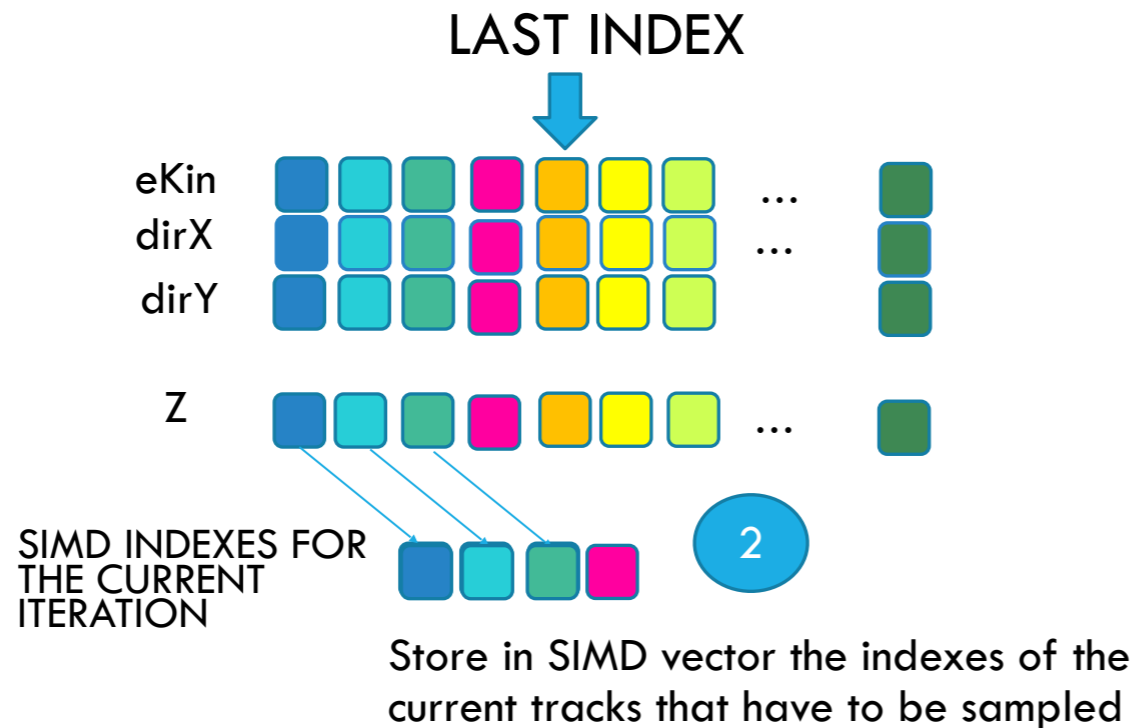 LAST INDEX
eKin
...
dirX
...
dirY
Z
...
SIMD INDEXES FOR
THE CURRENT
ITERATION
2
Store in SIMD vector the indexes of the
current tracks that have to be sampled